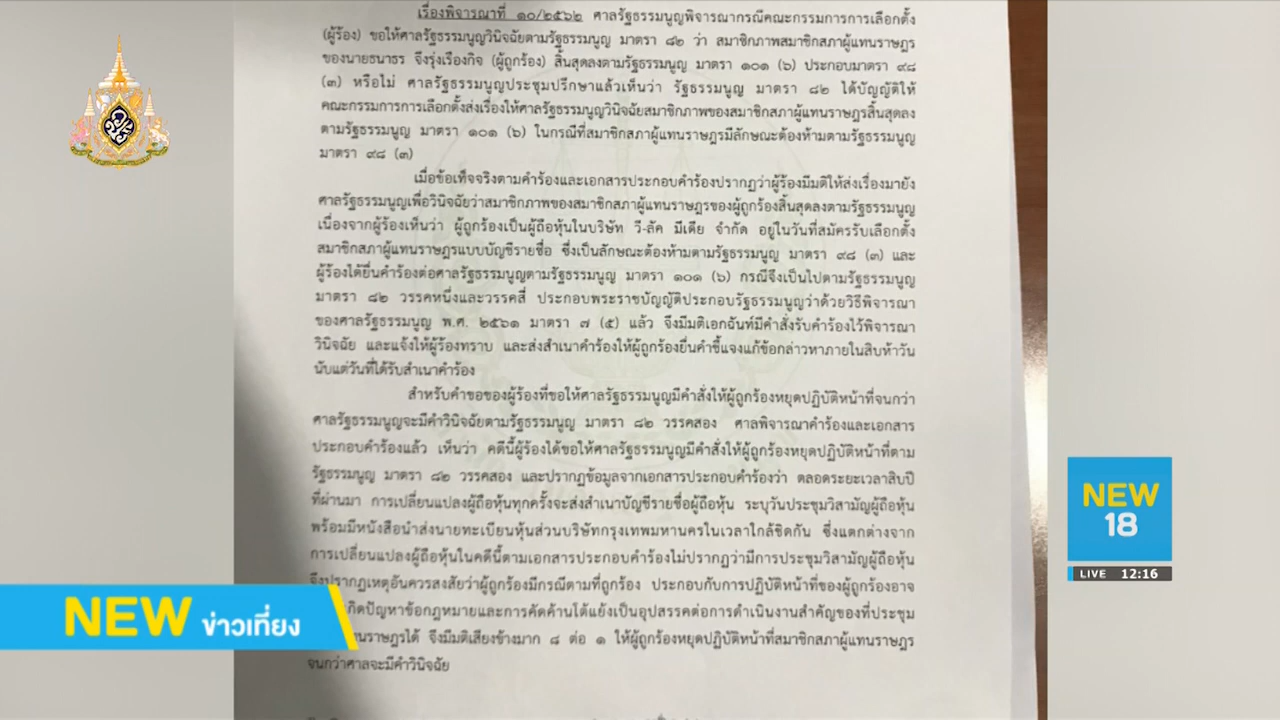 เรื่องพิจารณาที่ ๑๐/๒๕๖๒ ศาลรัฐธรรมนูญพิจารณากรณีคณะกรรมการการเลือกตั้ง
(ผู้ร้อง) ขอให้ศาลรัฐธรรมนูญวินิจฉัยตามรัฐธรรมนูญ มาตรา ๘๒ ว่า สมาชิกภาพสมาชิกสภาผู้แทนราษฎร
ของนายธนาธร จึงรุ่งเรืองกิจ (ผู้ถูกร้อง) สิ้นสุดลงตามรัฐธรรมนูญ มาตรา ๑๐๑ (๖) ประกอบมาตรา ๙๘
(๓) หรือไม่ ศาลรัฐธรรมนูญประชุมปรึกษาแล้วเห็นว่า รัฐธรรมนูญ มาตรา ๘๒ ได้บัญญัติให้
คณะกรรมการการเลือกตั้งส่งเรื่องให้ศาลรัฐธรรมนูญวินิจฉัยสมาชิกภาพของสมาชิกสภาผู้แทนราษฎรสิ้นสุดลง
ตามรัฐธรรมนูญ มาตรา ๑๐๑ (๖) ในกรณีที่สมาชิกสภาผู้แทนราษฎรมีลักษณะต้องห้ามตามรัฐธรรมนูญ
มาตรา ๙๘ (๓)
เมื่อข้อเท็จจริงตามคำร้องและเอกสารประกอบคำร้องปรากฏว่าผู้ร้องมีมติให้ส่งเรื่องมายัง
ศาลรัฐธรรมนูญเพื่อวินิจฉัยว่าสมาชิกภาพของสมาชิกสภาผู้แทนราษฎรของผู้ถูกร้องสิ้นสุดลงตามรัฐธรรมนูญ
เนื่องจากผู้ร้องเห็นว่า ผู้ถูกร้องเป็นผู้ถือหุ้นในบริษัท วี-ลัค มีเดีย จำกัด อยู่ในวันที่สมัครรับเลือกตั้ง
สมาชิกสภาผู้แทนราษฎรแบบบัญชีรายชื่อ ซึ่งเป็นลักษณะต้องห้ามตามรัฐธรรมนูญ มาตรา ๙๘ (๓) และ
ผู้ร้องได้ยื่นคำร้องต่อศาลรัฐธรรมนูญตามรัฐธรรมนูญ มาตรา ๑๐๑ (๖) กรณีจึงเป็นไปตามรัฐธรรมนูญ
มาตรา ๘๒ วรรคหนึ่งและวรรคสี่ ประกอบพระราชบัญญัติประกอบรัฐธรรมนูญว่าด้วยวิธีพิจารณา
ของศาลรัฐธรรมนูญ พ.ศ. ๒๕๖๑ มาตรา ๗ (๕) แล้ว จึงมีมติเอกฉันท์มีคำสั่งรับคำร้องไว้พิจารณา
วินิจฉัย และแจ้งให้ผู้ร้องทราบ และส่งสำเนาคำร้องให้ผู้ถูกร้องยื่นคำชี้แจงแก้ข้อกล่าวหาภายในสิบห้าวัน
นับแต่วันที่ได้รับสำเนาคำร้อง
สำหรับคำขอของผู้ร้องที่ขอให้ศาลรัฐธรรมนูญมีคำสั่งให้ผู้ถูกร้องหยุดปฏิบัติหน้าที่จนกว่า
ศาลรัฐธรรมนูญจะมีคำวินิจฉัยตามรัฐธรรมนูญ มาตรา ๘๒ วรรคสอง ศาลพิจารณาคำร้องและเอกสาร
ประกอบคำร้องแล้ว เห็นว่า คดีนี้ผู้ร้องได้ขอให้ศาลรัฐธรรมนูญมีคำสั่งให้ผู้ถูกร้องหยุดปฏิบัติหน้าที่ตาม
รัฐธรรมนูญ มาตรา ๘๒ วรรคสอง และปรากฏข้อมูลจากเอกสารประกอบคำร้องว่า ตลอดระยะเวลาสิบปี
ที่ผ่านมา การเปลี่ยนแปลงผู้ถือหุ้นทุกครั้งจะส่งสำเนาบัญชีรายชื่อผู้ถือหุ้น ระบุวันประชุมวิสามัญผู้ถือหุ้น
พร้อมมีหนังสือนำส่งนายทะเบียนหุ้นส่วนบริษัทกรุงเทพมหานครในเวลาใกล้ชิดกัน ซึ่งแตกต่างจาก
การเปลี่ยนแปลงผู้ถือหุ้นในคดีนี้ตามเอกสารประกอบคำร้องไม่ปรากฏว่ามีการประชุมวิสามัญผู้ถือหุ้น
จึงปรากฏเหตุอันควรสงสัยว่าผู้ถูกร้องมีกรณีตามที่ถูกร้อง ประกอบกับการปฏิบัติหน้าที่ของผู้ถูกร้องอาจ
กิดปัญหาข้อกฎหมายและการคัดค้านโต้แย้งเป็นอุปสรรคต่อการดำเนินงานสำคัญของที่ประชุม
ทนราษฎรได้ จึงมีมติเสียงข้างมาก ๘ ต่อ ๑ ให้ผู้ถูกร้องหยุดปฏิบัติหน้าที่สมาชิกสภาผู้แทนราษฎร
จนกว่าศาลจะมีคำวินิจฉัย
NEW
18
LIVE 12:16
NEW ข่าวเที่ยง